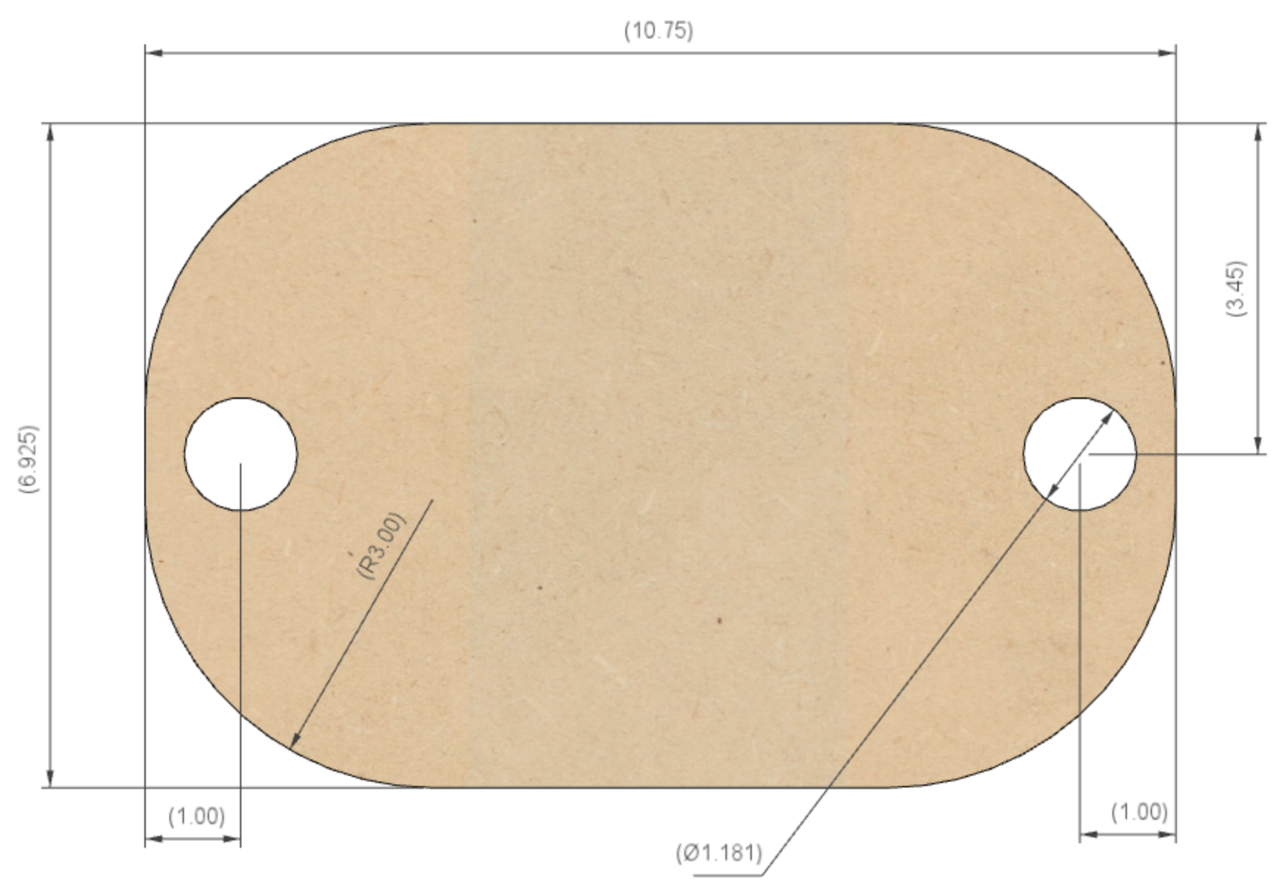 (10.75)
(3.45)
(6.925)
(R3.00)
(1.00)
(1.00)
(Ø1.181)